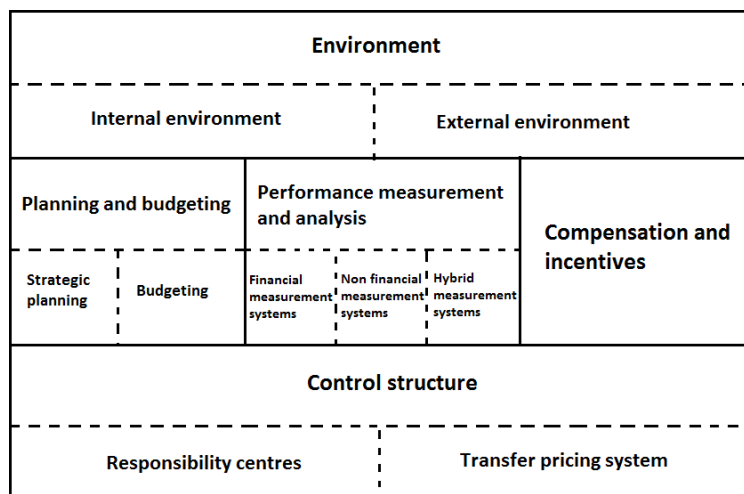 Environment
Internal environment
External environment
Planning and budgeting
Performance measurement
and analysis
Compensation and
incentives
Strategic
planning
Budgeting
Financial
measurement
systems
Non financial
measurement
systems
Hybrid
measurement
systems
Control structure
Responsibility centres
Transfer pricing system